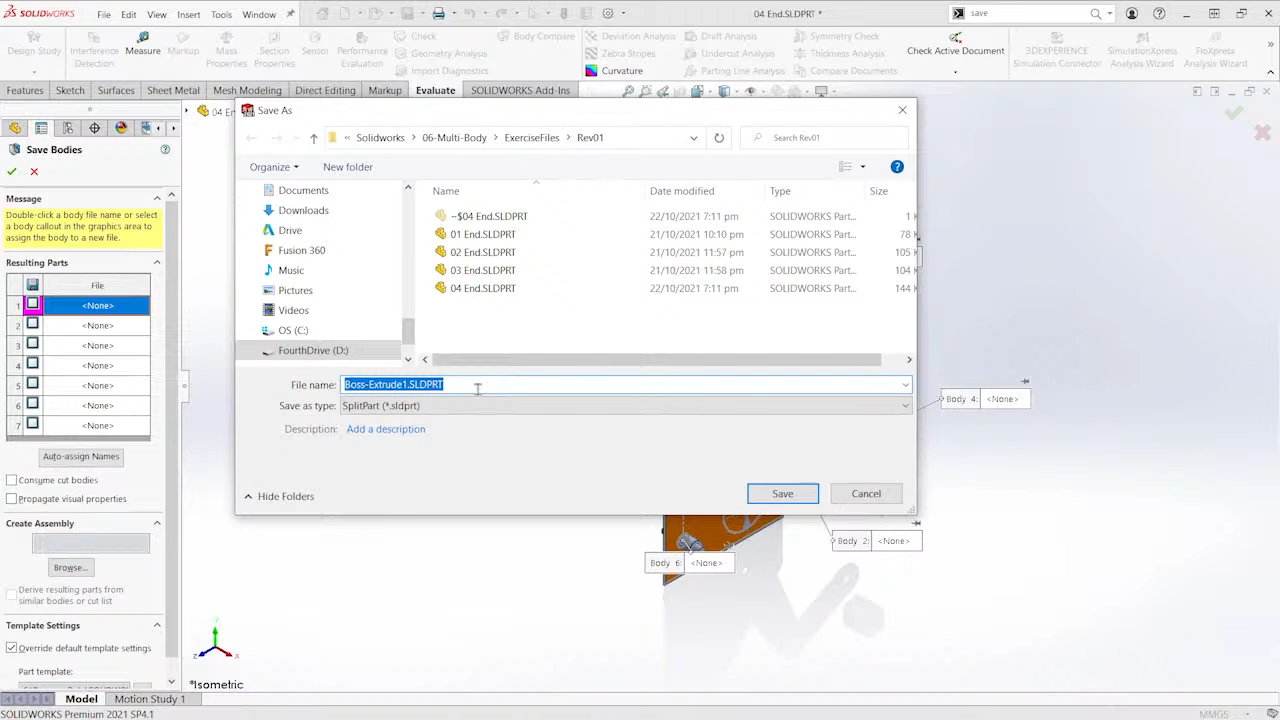 SOLIDWORKS
File Edit View Insert Tools Window
04 End.SLDPRT *
save
Design Study
Interference Detection
Measure
Markup
Mass Properties
Section Properties
Sensor
Performance Evaluation
Check
Geometry Analysis
Import Diagnostics
Body Compare
Deviation Analysis
Zebra Stripes
Curvature
Draft Analysis
Undercut Analysis
Parting Line Analysis
Symmetry Check
Thickness Analysis
Compare Documents
Check Active Document
3DEXPERIENCE Simulation Connector
SimulationXpress Analysis Wizard
FloXpress Analysis Wizard
Features Sketch Surfaces Sheet Metal Mesh Modeling Direct Editing Markup Evaluate SOLIDWORKS Add-Ins
Save Bodies
Message
Double-click a body file name or select
a body callout in the graphics area to
assign the body to a new file.
Resulting Parts
File
1 <None>
2 <None>
3 <None>
4 <None>
5 <None>
6 <None>
7 <None>
Auto-assign Names
Consume cut bodies
Propagate visual properties
Create Assembly
Browse...
Derive resulting parts from
similar bodies or cut list
Template Settings
Override default template settings
Part template:
Save As
« Solidworks › 06-Multi-Body › ExerciseFiles › Rev01
Search Rev01
Organize
New folder
Documents
Downloads
Drive
Fusion 360
Music
Pictures
Videos
OS (C:)
FourthDrive (D:)
Name Date modified Type Size
~$04 End.SLDPRT 22/10/2021 7:11 pm SOLIDWORKS Part... 1 K
01 End.SLDPRT 21/10/2021 10:10 pm SOLIDWORKS Part... 78 K
02 End.SLDPRT 21/10/2021 11:57 pm SOLIDWORKS Part... 105 K
03 End.SLDPRT 21/10/2021 11:58 pm SOLIDWORKS Part... 104 K
04 End.SLDPRT 22/10/2021 7:11 pm SOLIDWORKS Part... 144 K
File name: Boss-Extrude1.SLDPRT
Save as type: SplitPart (*.sldprt)
Description: Add a description
Hide Folders
Save
Cancel
Body 4: <None>
Body 2: <None>
Body 6: <None>
*Isometric
Model Motion Study 1
SOLIDWORKS Premium 2021 SP4.1
MMGS